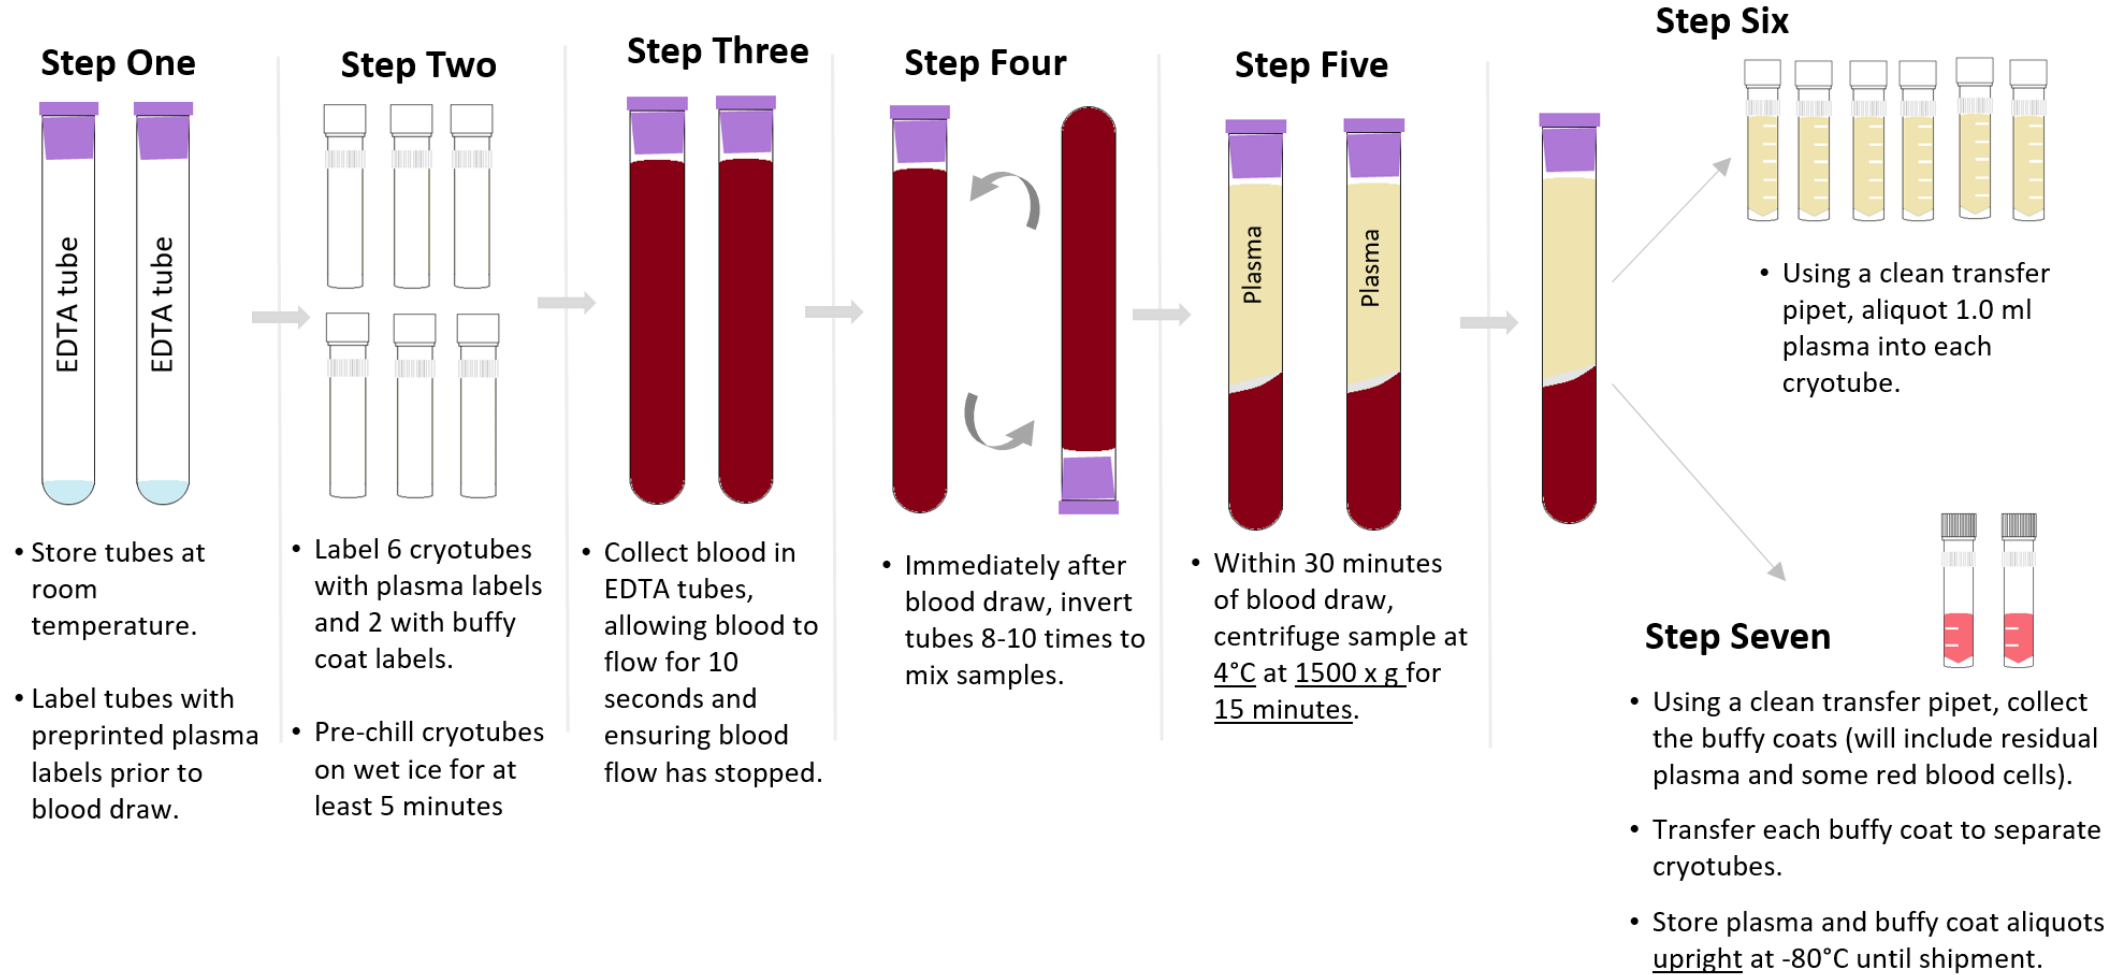 Step One
EDTA tube
EDTA tube
• Store tubes at
room
temperature.
• Label tubes with
preprinted plasma
labels prior to
blood draw.
Step Two
• Label 6 cryotubes
with plasma labels
and 2 with buffy
coat labels.
• Pre-chill cryotubes
on wet ice for at
least 5 minutes
Step Three
• Collect blood in
EDTA tubes,
allowing blood to
flow for 10
seconds and
ensuring blood
flow has stopped.
Step Four
• Immediately after
blood draw, invert
tubes 8-10 times to
mix samples.
Step Five
Plasma
Plasma
• Within 30 minutes
of blood draw,
centrifuge sample at
4°C at 1500 x g for
15 minutes.
Step Six
• Using a clean transfer
pipet, aliquot 1.0 ml
plasma into each
cryotube.
Step Seven
• Using a clean transfer pipet, collect
the buffy coats (will include residual
plasma and some red blood cells).
• Transfer each buffy coat to separate
cryotubes.
• Store plasma and buffy coat aliquots
upright at -80°C until shipment.